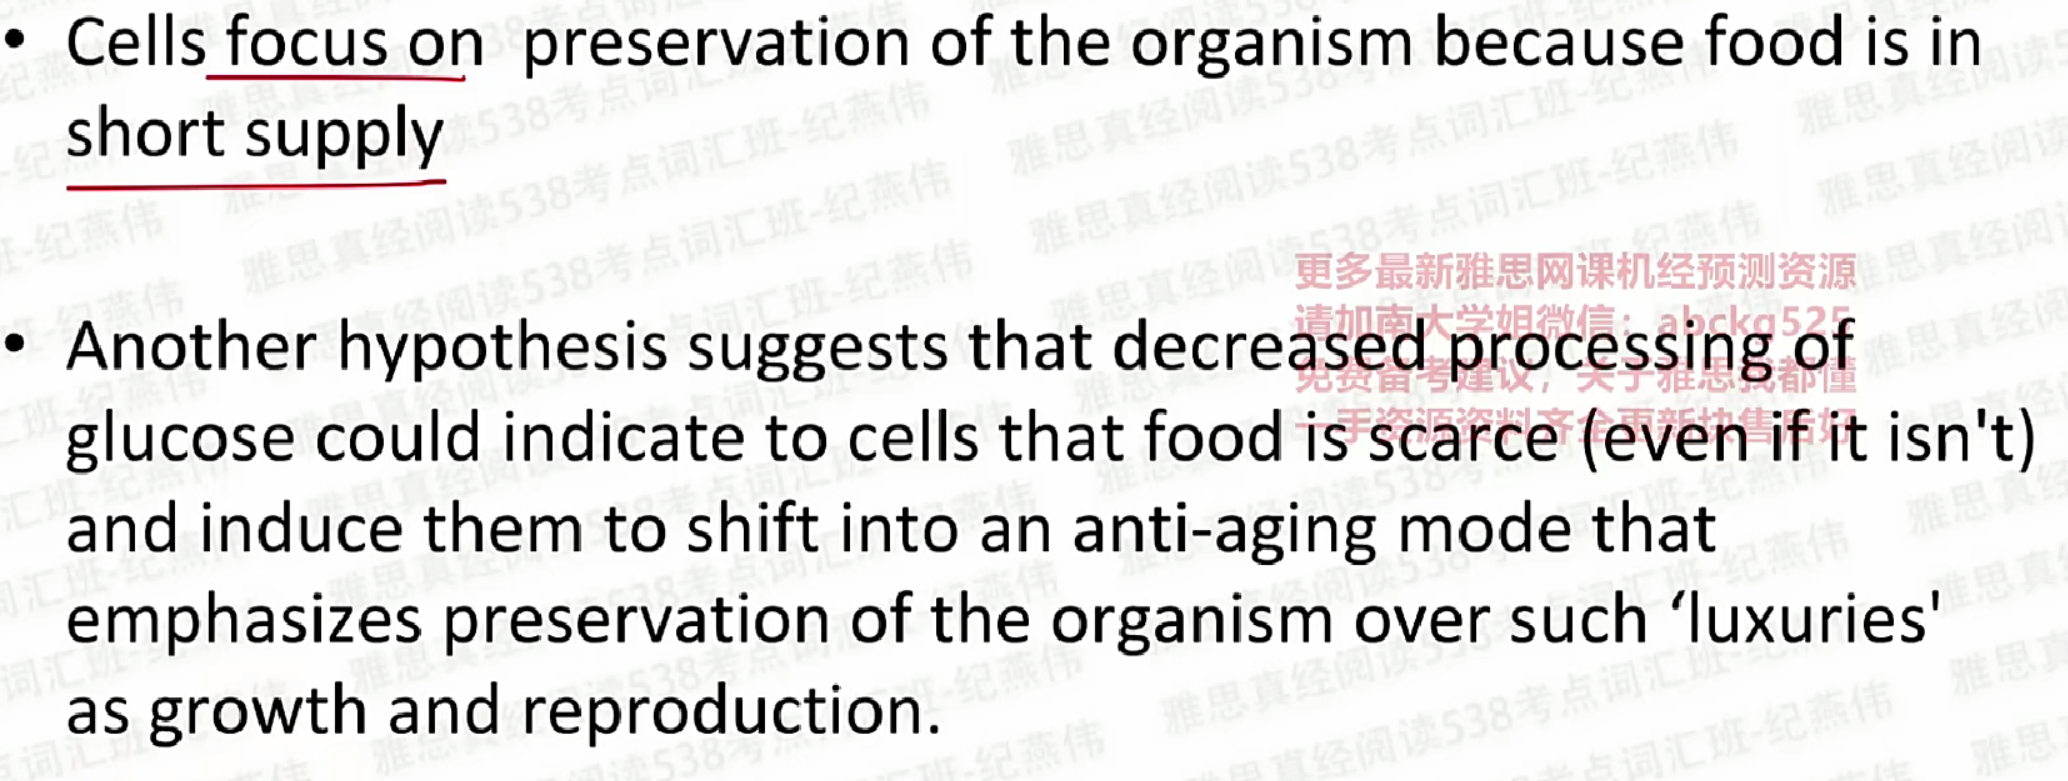 • Cells focus on preservation of the organism because food is in
short supply
更多最新雅思网课机经预测资源
请加南大学姐微信：abckg525
• Another hypothesis suggests that decreased processing of
免费备考建议，关于雅思我都懂
一手资源资料齐全更新快售后好
glucose could indicate to cells that food is scarce (even if it isn't)
and induce them to shift into an anti-aging mode that
emphasizes preservation of the organism over such ‘luxuries'
as growth and reproduction.
雅思真经阅读538考点词汇班-纪燕伟